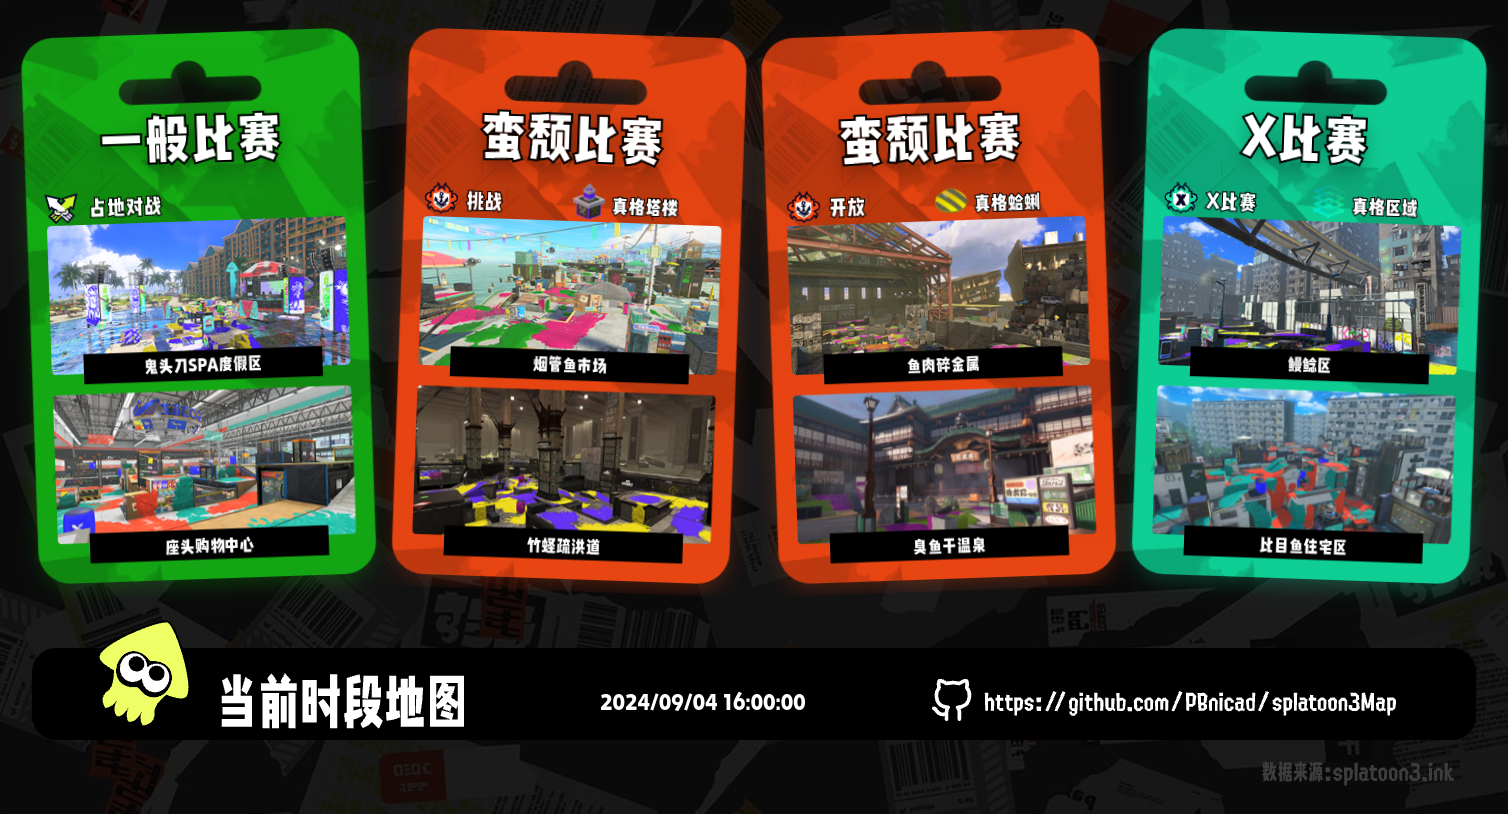 一般比赛
占地对战
鬼头刀SPA度假区
座头购物中心
蛮颓比赛
挑战
真格塔楼
烟管鱼市场
竹蛏疏洪道
蛮颓比赛
开放
真格蛤蜊
鱼肉碎金属
臭鱼干温泉
X比赛
X比赛
真格区域
鳗鲶区
比目鱼住宅区
当前时段地图
2024/09/04 16:00:00
https://github.com/PBnicad/splatoon3Map
数据来源:splatoon3.ink